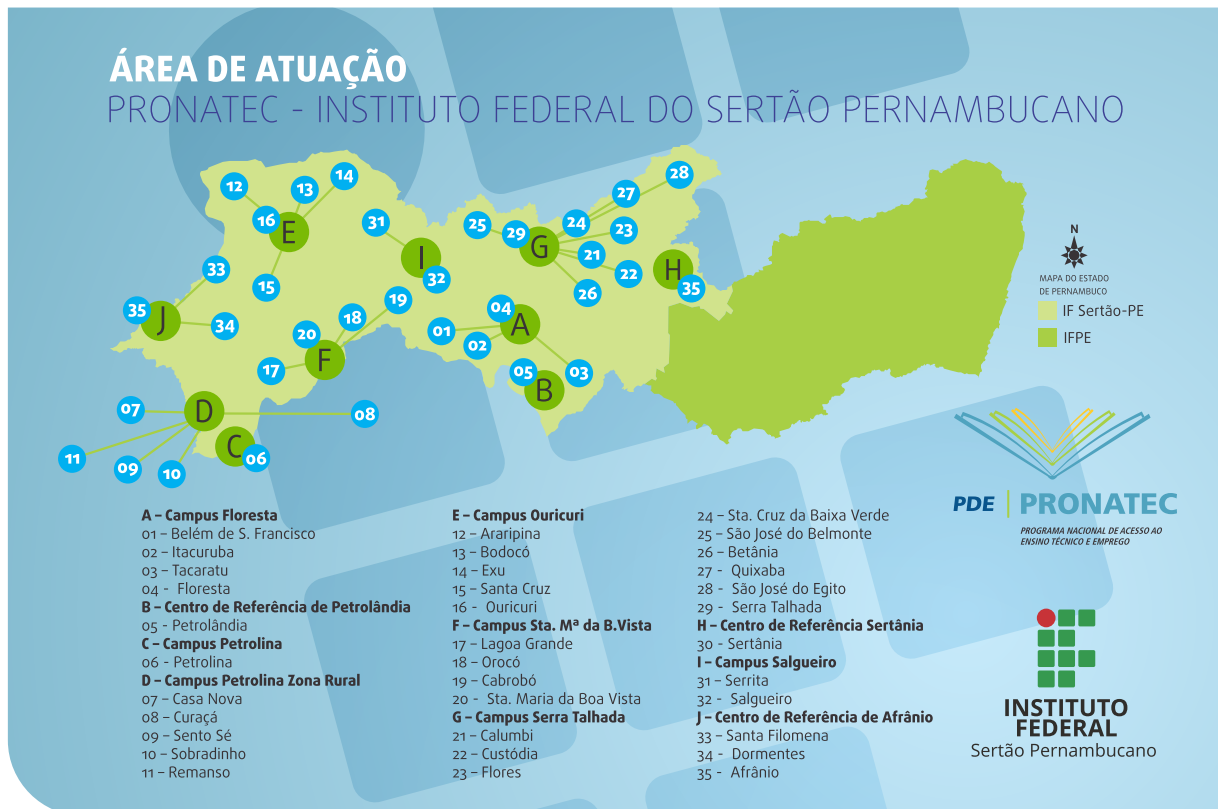 ÁREA DE ATUAÇÃO
PRONATEC - INSTITUTO FEDERAL DO SERTÃO PERNAMBUCANO
12
13
14
16
E
15
31
I
32
25
29
24
27
28
G
23
21
22
26
H
35
33
35
J
34
19
18
20
F
17
04
A
01
02
03
05
B
07
D
08
11
09
10
C
06
N
MAPA DO ESTADO
DE PERNAMBUCO
IF Sertão-PE
IFPE
PDE | PRONATEC
PROGRAMA NACIONAL DE ACESSO AO
ENSINO TÉCNICO E EMPREGO
A – Campus Floresta
01 – Belém de S. Francisco
02 – Itacuruba
03 – Tacaratu
04 - Floresta
B – Centro de Referência de Petrolândia
05 - Petrolândia
C – Campus Petrolina
06 - Petrolina
D – Campus Petrolina Zona Rural
07 – Casa Nova
08 – Curaçá
09 – Sento Sé
10 – Sobradinho
11 – Remanso
E – Campus Ouricuri
12 – Araripina
13 – Bodocó
14 – Exu
15 – Santa Cruz
16 - Ouricuri
F – Campus Sta. Mª da B.Vista
17 – Lagoa Grande
18 – Orocó
19 – Cabrobó
20 - Sta. Maria da Boa Vista
G – Campus Serra Talhada
21 – Calumbi
22 – Custódia
23 – Flores
24 – Sta. Cruz da Baixa Verde
25 – São José do Belmonte
26 – Betânia
27 - Quixaba
28 - São José do Egito
29 - Serra Talhada
H – Centro de Referência Sertânia
30 - Sertânia
I – Campus Salgueiro
31 – Serrita
32 - Salgueiro
J – Centro de Referência de Afrânio
33 – Santa Filomena
34 - Dormentes
35 - Afrânio
INSTITUTO
FEDERAL
Sertão Pernambucano